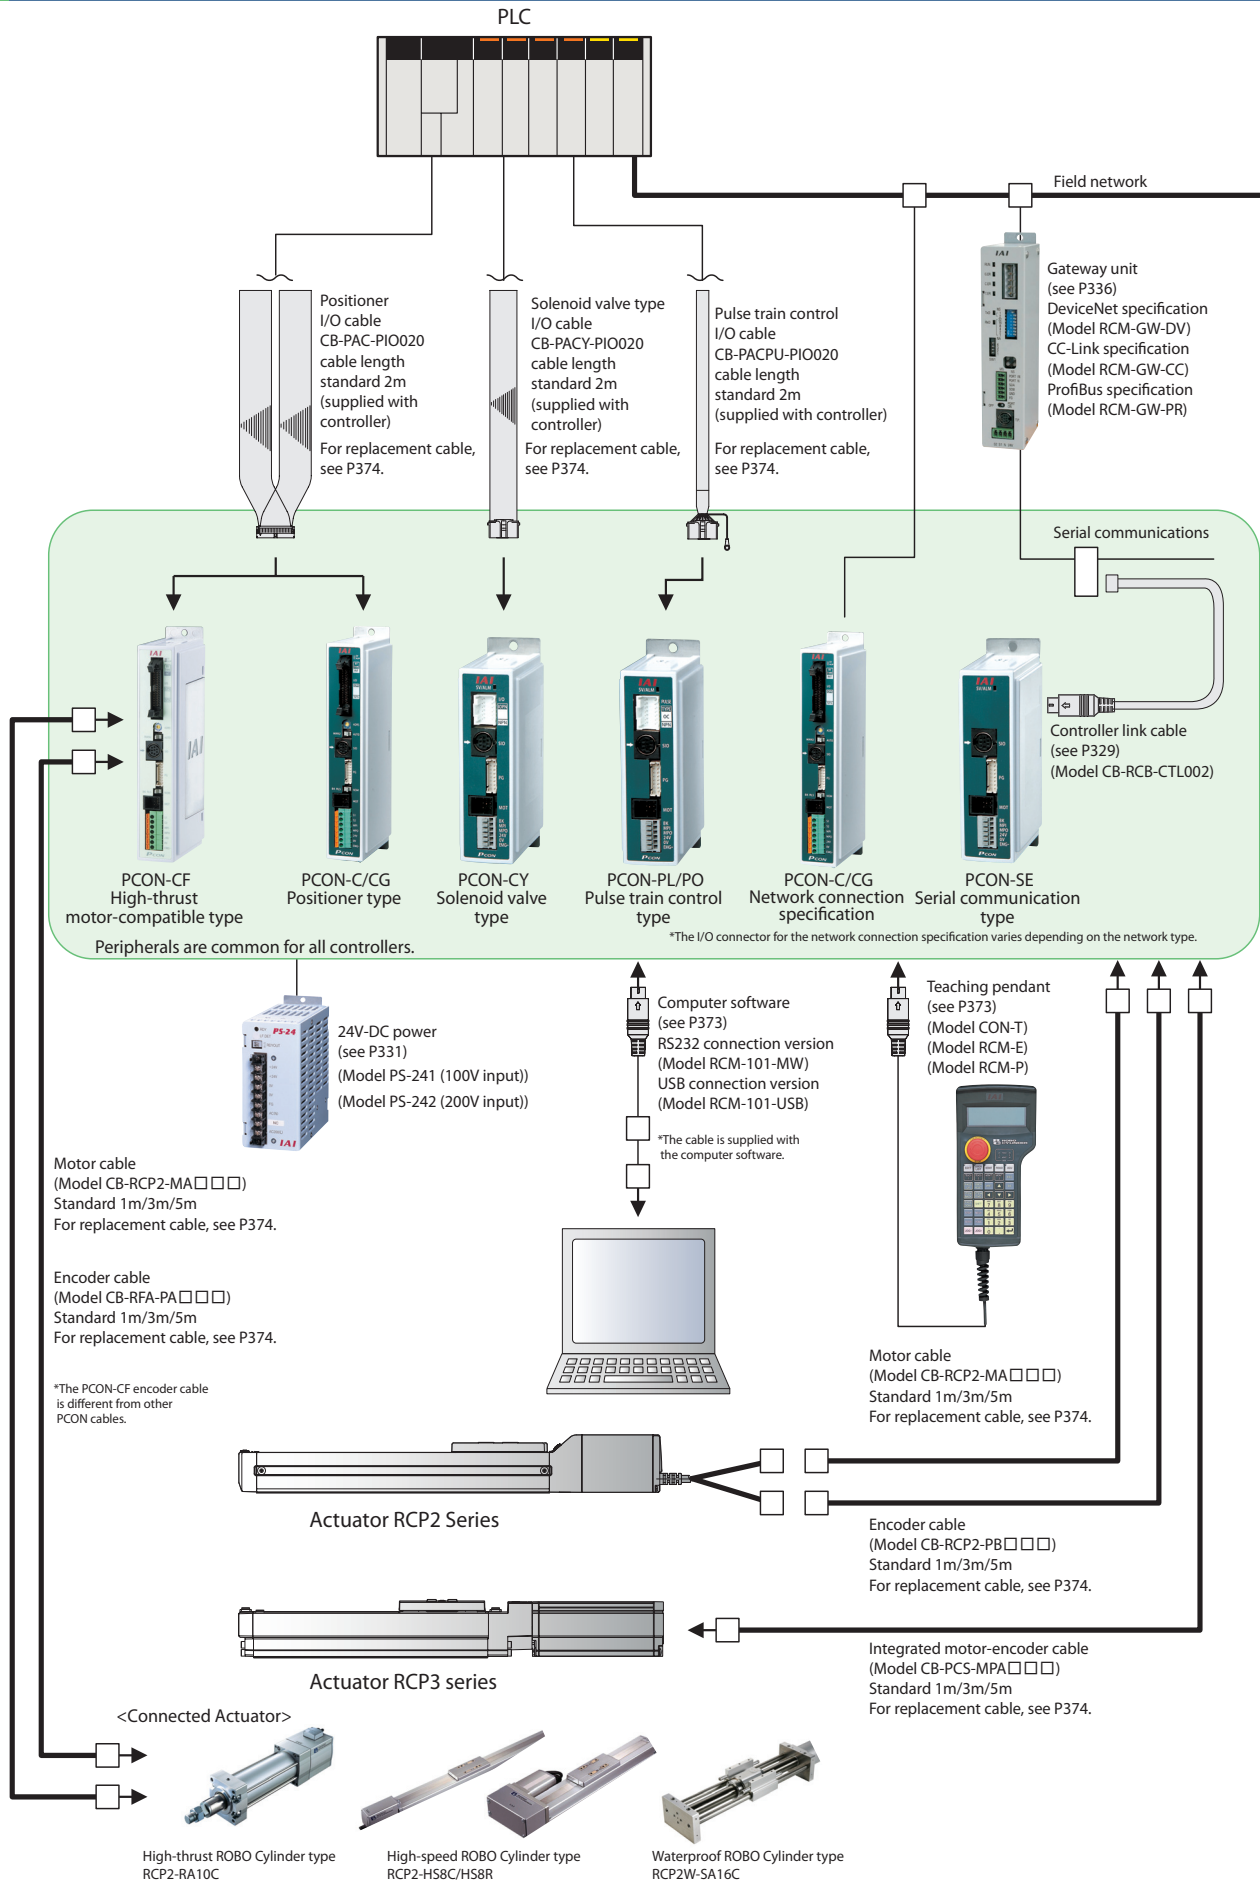 PLC
Field network
Gateway unit
(see P336)
DeviceNet specification
(Model RCM-GW-DV)
CC-Link specification
(Model RCM-GW-CC)
ProfiBus specification
(Model RCM-GW-PR)
Positioner
I/O cable
CB-PAC-PIO020
cable length
standard 2m
(supplied with
controller)
For replacement cable,
see P374.
Solenoid valve type
I/O cable
CB-PACY-PIO020
cable length
standard 2m
(supplied with
controller)
For replacement cable,
see P374.
Pulse train control
I/O cable
CB-PACPU-PIO020
cable length
standard 2m
(supplied with controller)
For replacement cable,
see P374.
Serial communications
Controller link cable
(see P329)
(Model CB-RCB-CTL002)
PCON-CF
High-thrust
motor-compatible type
PCON-C/CG
Positioner type
PCON-CY
Solenoid valve
type
PCON-PL/PO
Pulse train control
type
PCON-C/CG
Network connection
specification
PCON-SE
Serial communication
type
*The I/O connector for the network connection specification varies depending on the network type.
Peripherals are common for all controllers.
PS-24
IAI
24V-DC power
(see P331)
(Model PS-241 (100V input))
(Model PS-242 (200V input))
Computer software
(see P373)
RS232 connection version
(Model RCM-101-MW)
USB connection version
(Model RCM-101-USB)
*The cable is supplied with
the computer software.
Teaching pendant
(see P373)
(Model CON-T)
(Model RCM-E)
(Model RCM-P)
Motor cable
(Model CB-RCP2-MA□□□)
Standard 1m/3m/5m
For replacement cable, see P374.
Encoder cable
(Model CB-RFA-PA□□□)
Standard 1m/3m/5m
For replacement cable, see P374.
*The PCON-CF encoder cable
is different from other
PCON cables.
Motor cable
(Model CB-RCP2-MA□□□)
Standard 1m/3m/5m
For replacement cable, see P374.
Actuator RCP2 Series
Encoder cable
(Model CB-RCP2-PB□□□)
Standard 1m/3m/5m
For replacement cable, see P374.
Actuator RCP3 series
Integrated motor-encoder cable
(Model CB-PCS-MPA□□□)
Standard 1m/3m/5m
For replacement cable, see P374.
<Connected Actuator>
High-thrust ROBO Cylinder type
RCP2-RA10C
High-speed ROBO Cylinder type
RCP2-HS8C/HS8R
Waterproof ROBO Cylinder type
RCP2W-SA16C